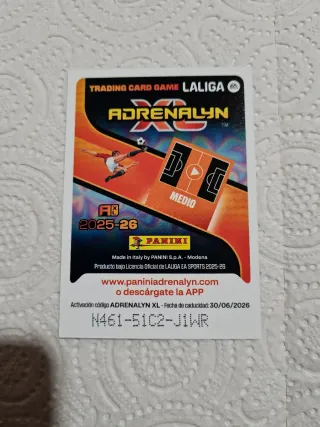 TRADING CARD GAME LALIGA
ADRENALYN
XL
TM
MEDIO
2025-26
PANINI
Made in Italy by PANINI S.p.A. - Modena
Producto bajo Licencia Oficial de LALIGA EA SPORTS 2025-26
www.paniniadrenalyn.com
o descárgate la APP
Activación código ADRENALYN XL - Fecha de caducidad: 30/06/2026
N461-51C2-J1WR